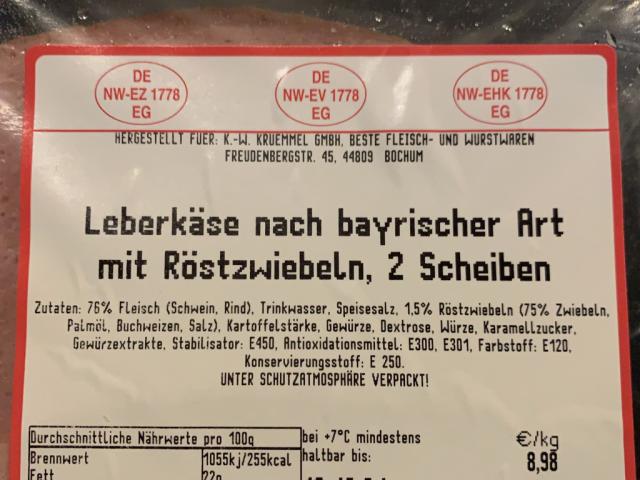 DE
NW-EZ 1778
EG
DE
NW-EV 1778
EG
DE
NW-EHK 1778
EG
HERGESTELLT FUER: K.-W. KRUEMMEL GMBH, BESTE FLEISCH- UND WURSTWAREN
FREUDENBERGSTR. 45, 44809 BOCHUM
Leberkäse nach bayrischer Art
mit Röstzwiebeln, 2 Scheiben
Zutaten: 76% Fleisch (Schwein, Rind), Trinkwasser, Speisesalz, 1,5% Röstzwiebeln (75% Zwiebeln,
Palmöl, Buchweizen, Salz), Kartoffelstärke, Gewürze, Dextrose, Würze, Karamellzucker,
Gewürzextrakte, Stabilisator: E450, Antioxidationsmittel: E300, E301, Farbstoff: E120,
Konservierungsstoff: E 250.
UNTER SCHUTZATMOSPHÄRE VERPACKT!
Durchschnittliche Nährwerte pro 100g
Brennwert 1055kj/255kcal
Fett 22g
bei +7°C mindestens
haltbar bis:
€/kg
8,98